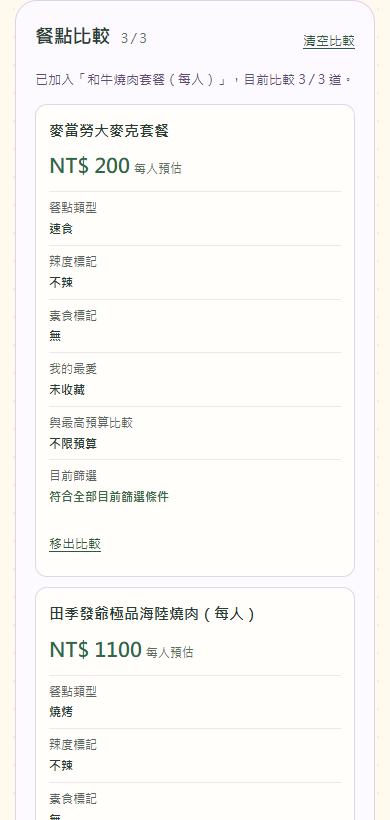 餐點比較 3/3
清空比較
已加入「和牛燒肉套餐（每人）」，目前比較 3/3 道。
麥當勞大麥克套餐
NT$ 200 每人預估
餐點類型
速食
辣度標記
不辣
素食標記
無
我的最愛
未收藏
與最高預算比較
不限預算
目前篩選
符合全部目前篩選條件
移出比較
田季發爺極品海陸燒肉（每人）
NT$ 1100 每人預估
餐點類型
燒烤
辣度標記
不辣
素食標記
無